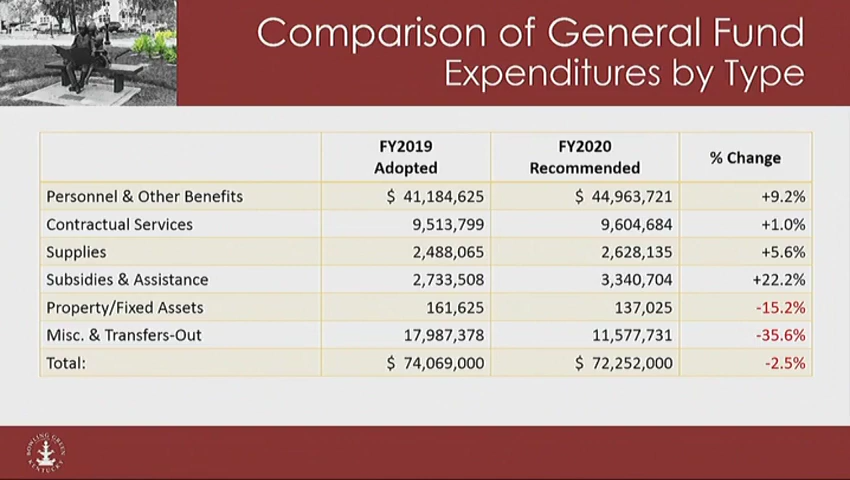 Comparison of General Fund
Expenditures by Type
FY2019 Adopted FY2020 Recommended % Change
Personnel & Other Benefits $ 41,184,625 $ 44,963,721 +9.2%
Contractual Services 9,513,799 9,604,684 +1.0%
Supplies 2,488,065 2,628,135 +5.6%
Subsidies & Assistance 2,733,508 3,340,704 +22.2%
Property/Fixed Assets 161,625 137,025 -15.2%
Misc. & Transfers-Out 17,987,378 11,577,731 -35.6%
Total: $ 74,069,000 $ 72,252,000 -2.5%
BOWLING GREEN
KENTUCKY